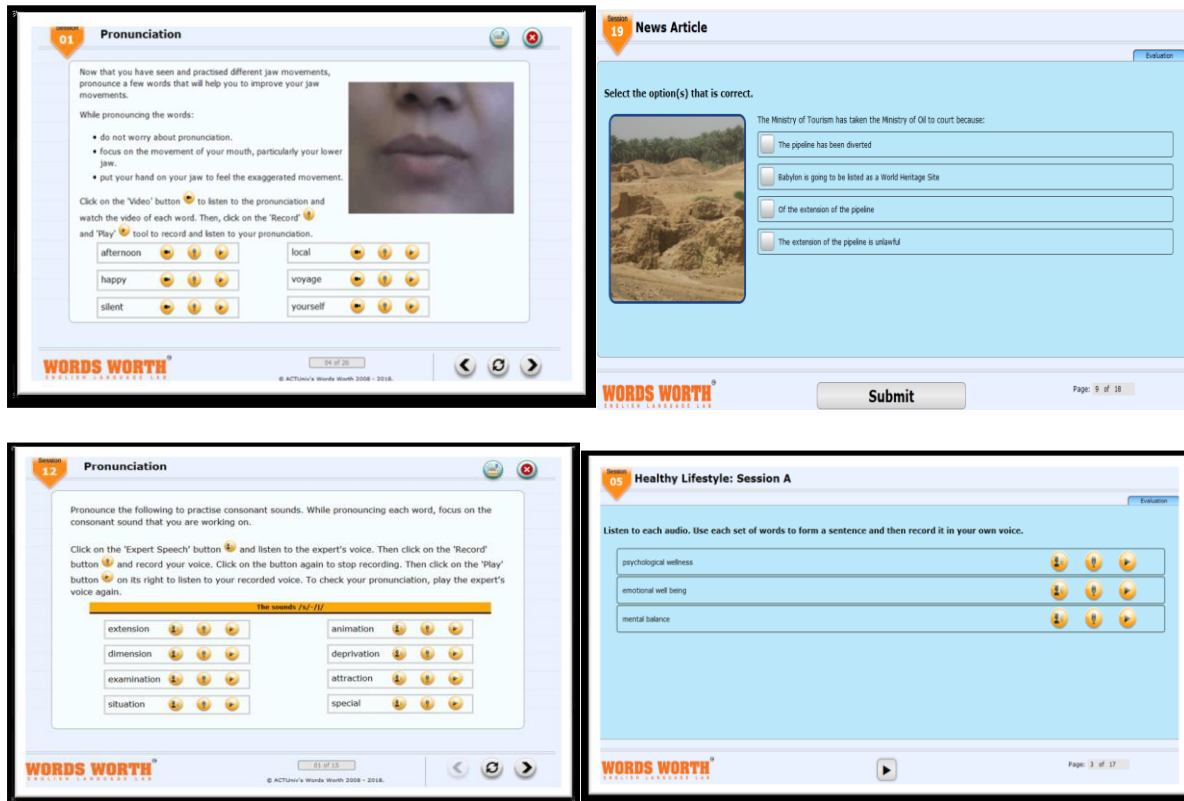 Session
01
Pronunciation
Now that you have seen and practised different jaw movements,
pronounce a few words that will help you to improve your jaw
movements.
While pronouncing the words:
• do not worry about pronunciation.
• focus on the movement of your mouth, particularly your lower
jaw.
• put your hand on your jaw to feel the exaggerated movement.
Click on the 'Video' button to listen to the pronunciation and
watch the video of each word. Then, click on the 'Record'
and 'Play' tool to record and listen to your pronunciation.
afternoon
local
happy
voyage
silent
yourself
WORDS WORTH®
ENGLISH LANGUAGE LAB
04 of 26
© ACTUniv's Words Worth 2008 - 2018.
Session
19
News Article
Evaluation
Select the option(s) that is correct.
The Ministry of Tourism has taken the Ministry of Oil to court because:
The pipeline has been diverted
Babylon is going to be listed as a World Heritage Site
Of the extension of the pipeline
The extension of the pipeline is unlawful
WORDS WORTH®
ENGLISH LANGUAGE LAB
Submit
Page: 9 of 18
Session
12
Pronunciation
Pronounce the following to practise consonant sounds. While pronouncing each word, focus on the
consonant sound that you are working on.
Click on the 'Expert Speech' button and listen to the expert's voice. Then click on the 'Record'
button and record your voice. Click on the button again to stop recording. Then click on the 'Play'
button on its right to listen to your recorded voice. To check your pronunciation, play the expert's
voice again.
The sounds /s/-/ʃ/
extension
animation
dimension
deprivation
examination
attraction
situation
special
WORDS WORTH®
ENGLISH LANGUAGE LAB
01 of 15
© ACTUniv's Words Worth 2008 - 2018.
Session
05
Healthy Lifestyle: Session A
Evaluation
Listen to each audio. Use each set of words to form a sentence and then record it in your own voice.
psychological wellness
emotional well being
mental balance
WORDS WORTH®
ENGLISH LANGUAGE LAB
Page: 3 of 17